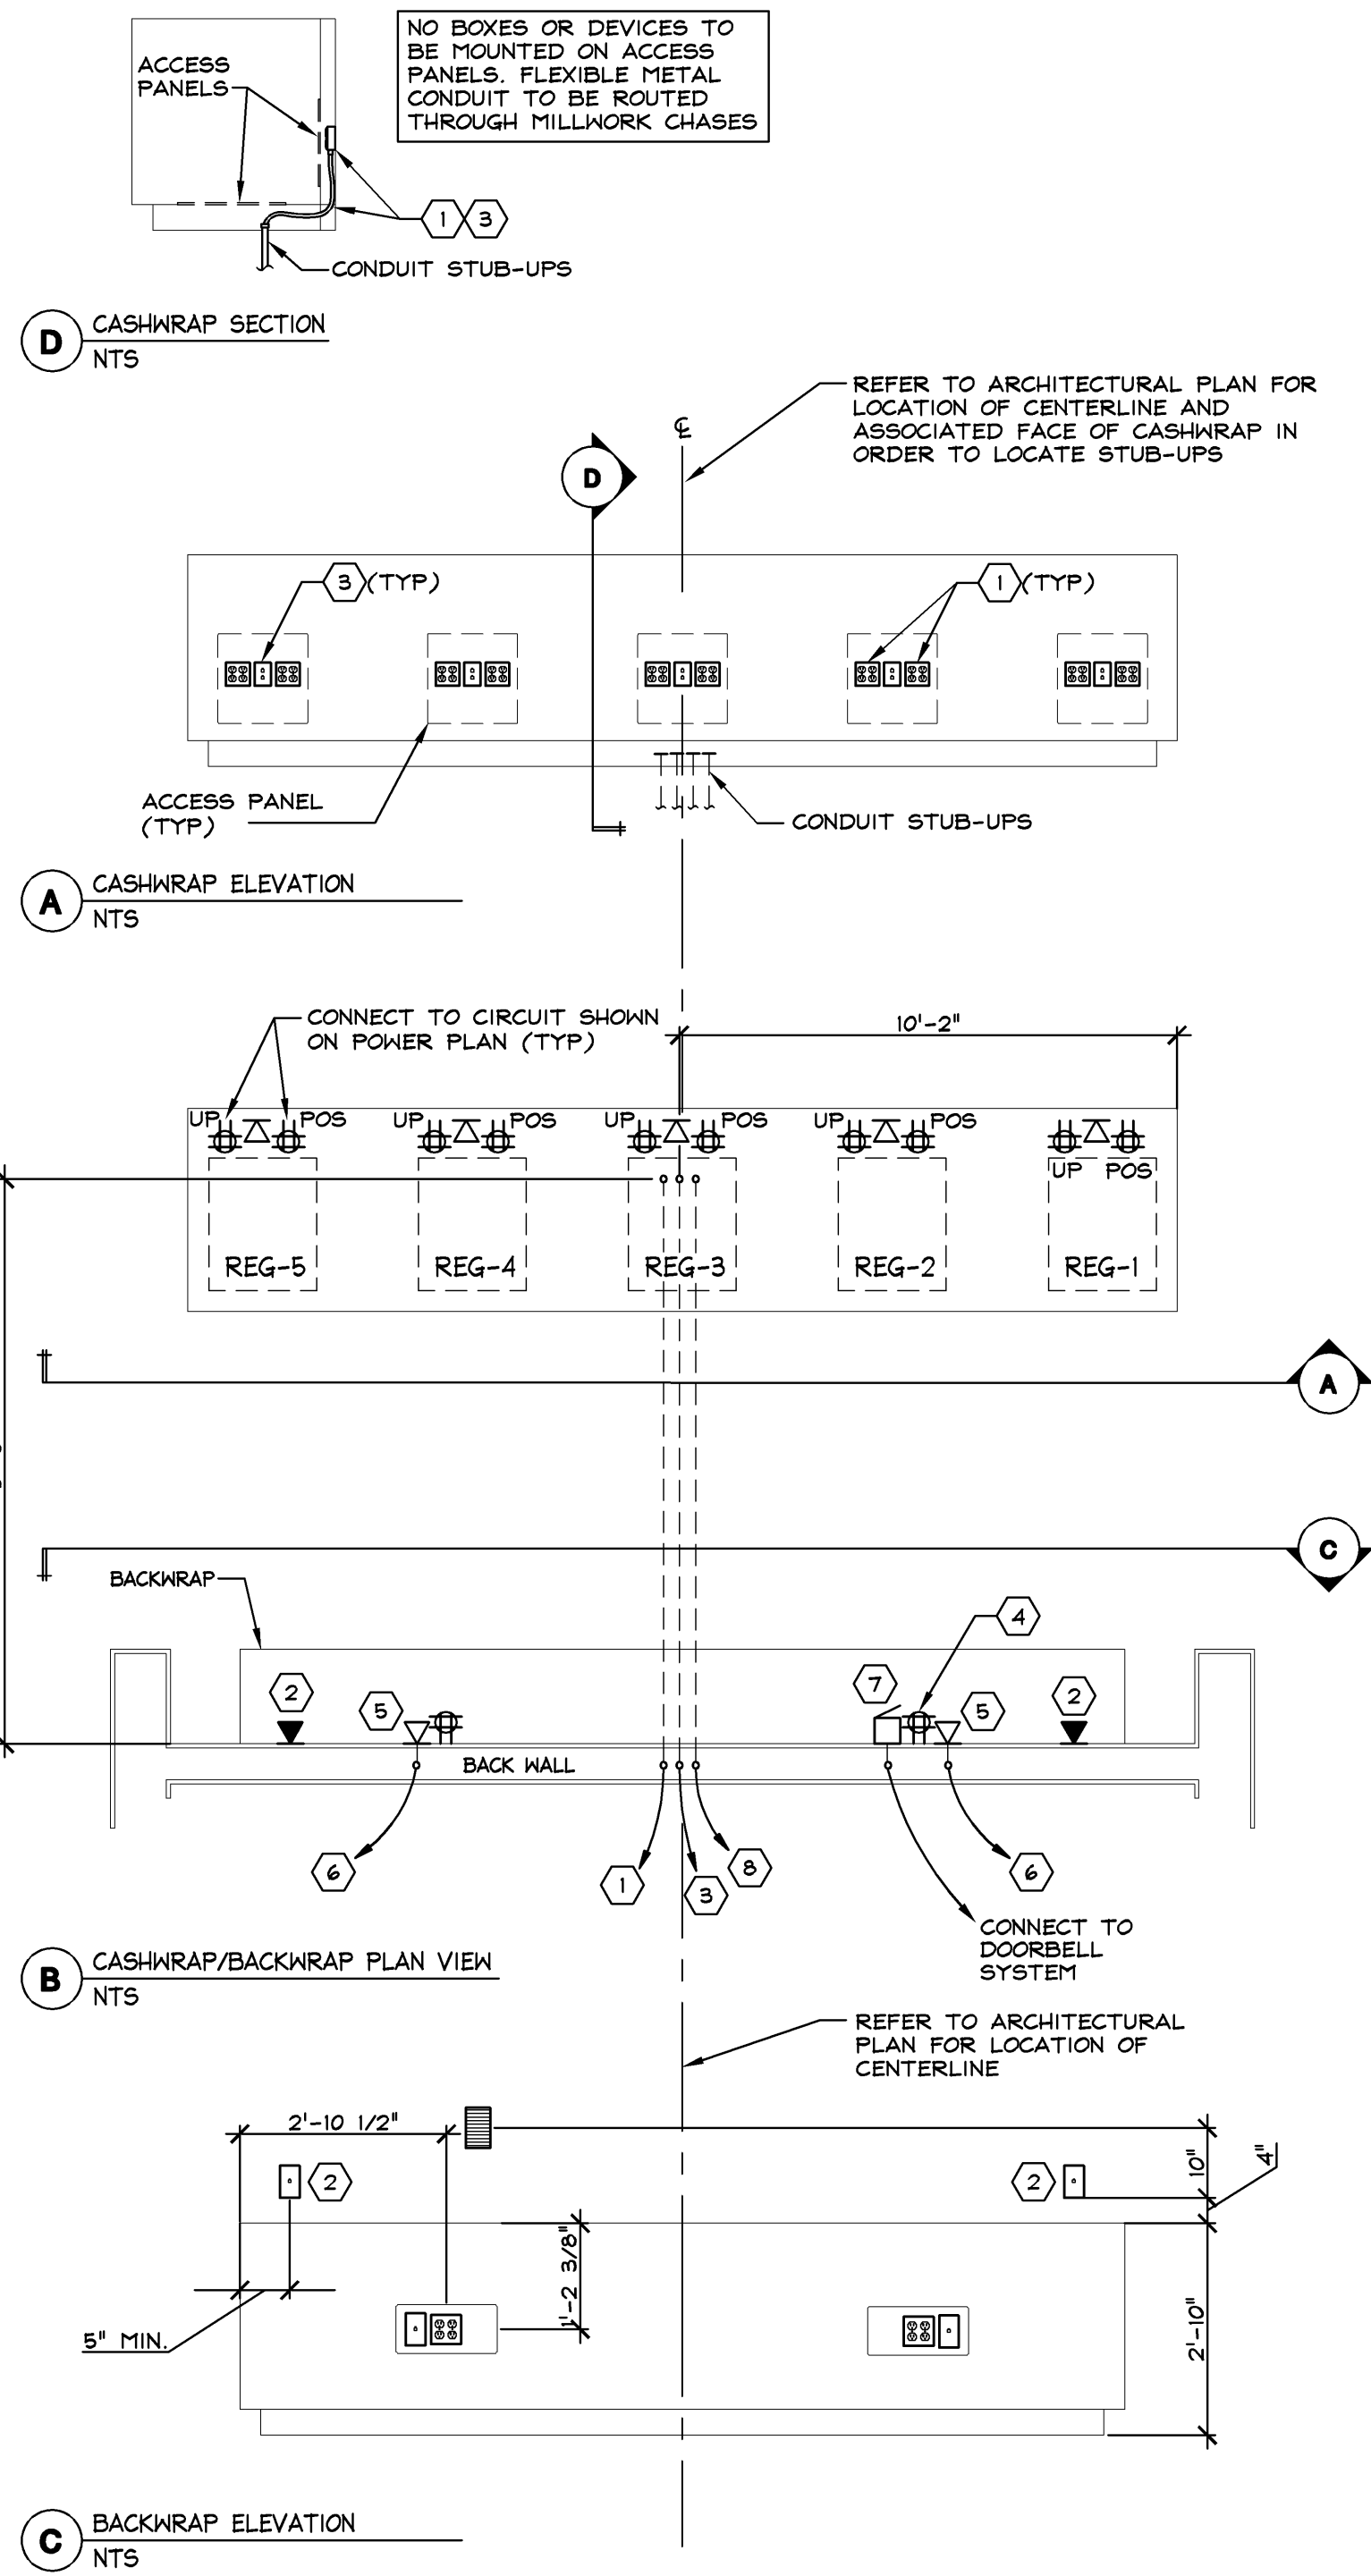 NO BOXES OR DEVICES TO
BE MOUNTED ON ACCESS
PANELS. FLEXIBLE METAL
CONDUIT TO BE ROUTED
THROUGH MILLWORK CHASES
ACCESS
PANELS
1 3
CONDUIT STUB-UPS
D CASHWRAP SECTION
NTS
REFER TO ARCHITECTURAL PLAN FOR
LOCATION OF CENTERLINE AND
ASSOCIATED FACE OF CASHWRAP IN
ORDER TO LOCATE STUB-UPS
℄
D
3 (TYP)
1 (TYP)
ACCESS PANEL
(TYP)
CONDUIT STUB-UPS
A CASHWRAP ELEVATION
NTS
CONNECT TO CIRCUIT SHOWN
ON POWER PLAN (TYP)
10'-2"
UP POS UP POS UP POS UP POS
UP POS
REG-5 REG-4 REG-3 REG-2 REG-1
A
C
BACKWRAP
4
2 5 7 5 2
BACK WALL
6 1 3 8 6
CONNECT TO
DOORBELL
SYSTEM
B CASHWRAP/BACKWRAP PLAN VIEW
NTS
REFER TO ARCHITECTURAL
PLAN FOR LOCATION OF
CENTERLINE
2'-10 1/2"
10"
4"
2 2
1'-2 3/8"
5" MIN.
2'-10"
C BACKWRAP ELEVATION
NTS